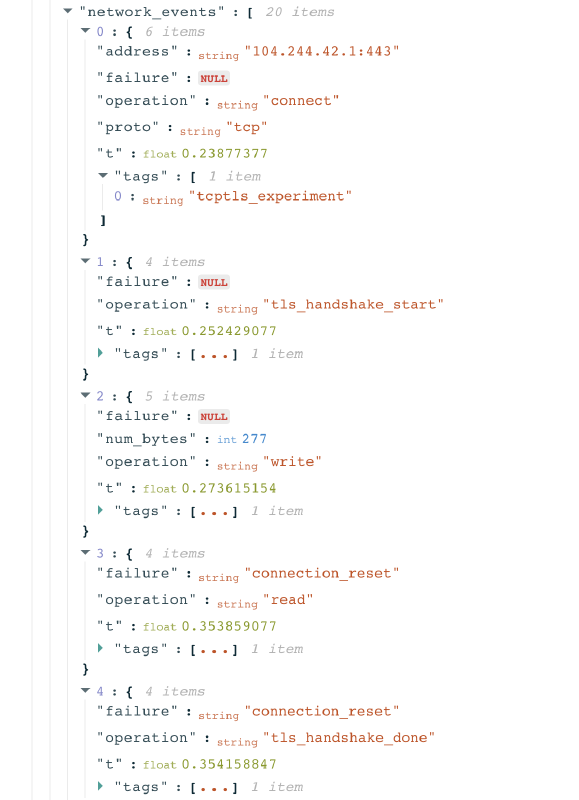 "network_events" : [ 20 items
0 : { 6 items
"address" : string "104.244.42.1:443"
"failure" : NULL
"operation" : string "connect"
"proto" : string "tcp"
"t" : float 0.23877377
"tags" : [ 1 item
0 : string "tcptls_experiment"
]
}
1 : { 4 items
"failure" : NULL
"operation" : string "tls_handshake_start"
"t" : float 0.252429077
"tags" : [...] 1 item
}
2 : { 5 items
"failure" : NULL
"num_bytes" : int 277
"operation" : string "write"
"t" : float 0.273615154
"tags" : [...] 1 item
}
3 : { 4 items
"failure" : string "connection_reset"
"operation" : string "read"
"t" : float 0.353859077
"tags" : [...] 1 item
}
4 : { 4 items
"failure" : string "connection_reset"
"operation" : string "tls_handshake_done"
"t" : float 0.354158847
"tags" : [...] 1 item